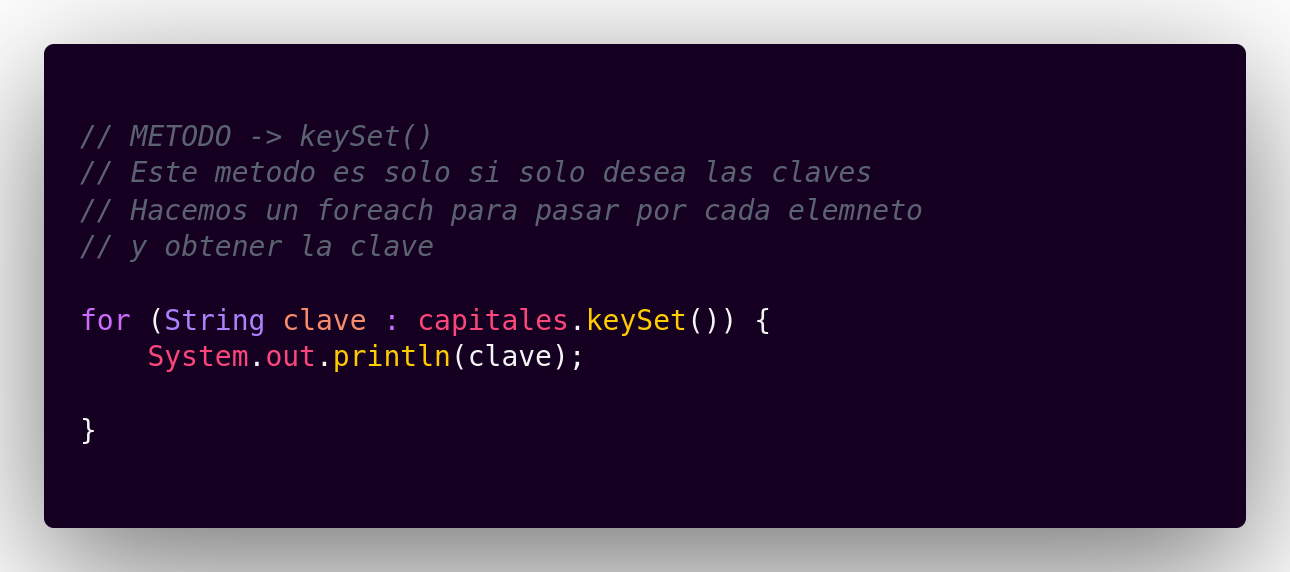 // METODO -> keySet()
// Este metodo es solo si solo desea las claves
// Hacemos un foreach para pasar por cada elemneto
// y obtener la clave
for (String clave : capitales.keySet()) {
    System.out.println(clave);
}